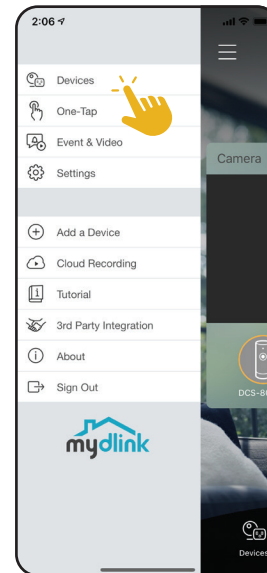 2:06
Devices
One-Tap
Event & Video
Settings
Add a Device
Cloud Recording
Tutorial
3rd Party Integration
About
Sign Out
mydlink
Camera
Devices